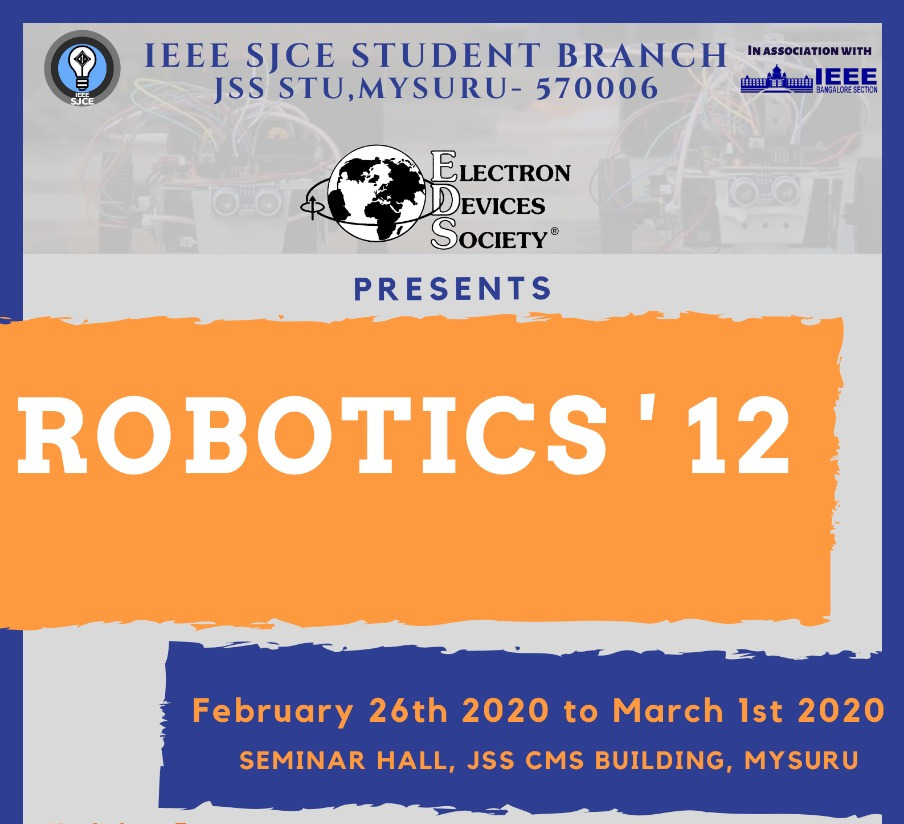 IEEE SJCE STUDENT BRANCH
JSS STU,MYSURU- 570006
IN ASSOCIATION WITH
IEEE
BANGALORE SECTION
IEEE
SJCE
ELECTRON
DEVICES
SOCIETY®
PRESENTS
ROBOTICS '12
February 26th 2020 to March 1st 2020
SEMINAR HALL, JSS CMS BUILDING, MYSURU